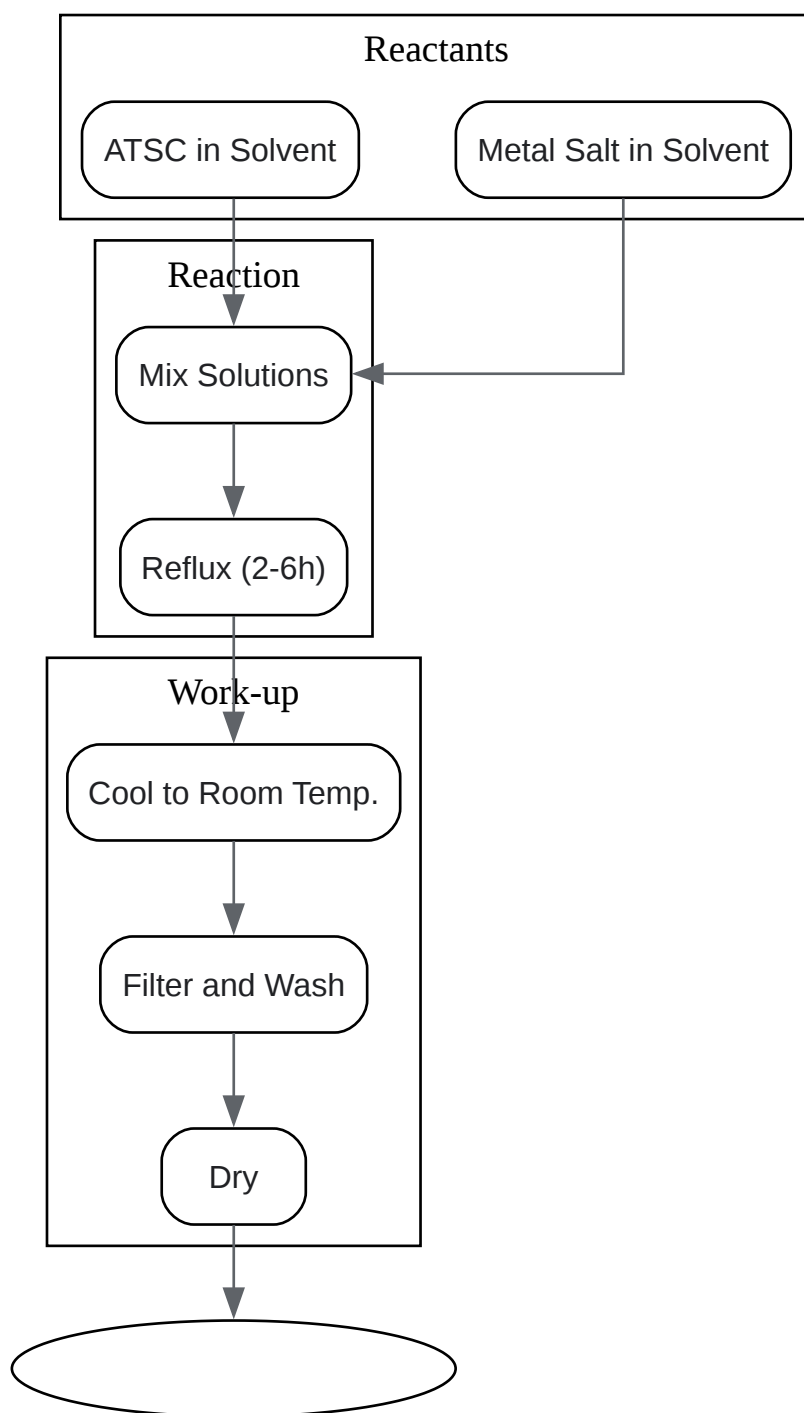 Reactants
ATSC in Solvent
Metal Salt in Solvent
Reaction
Mix Solutions
Reflux (2-6h)
Work-up
Cool to Room Temp.
Filter and Wash
Dry